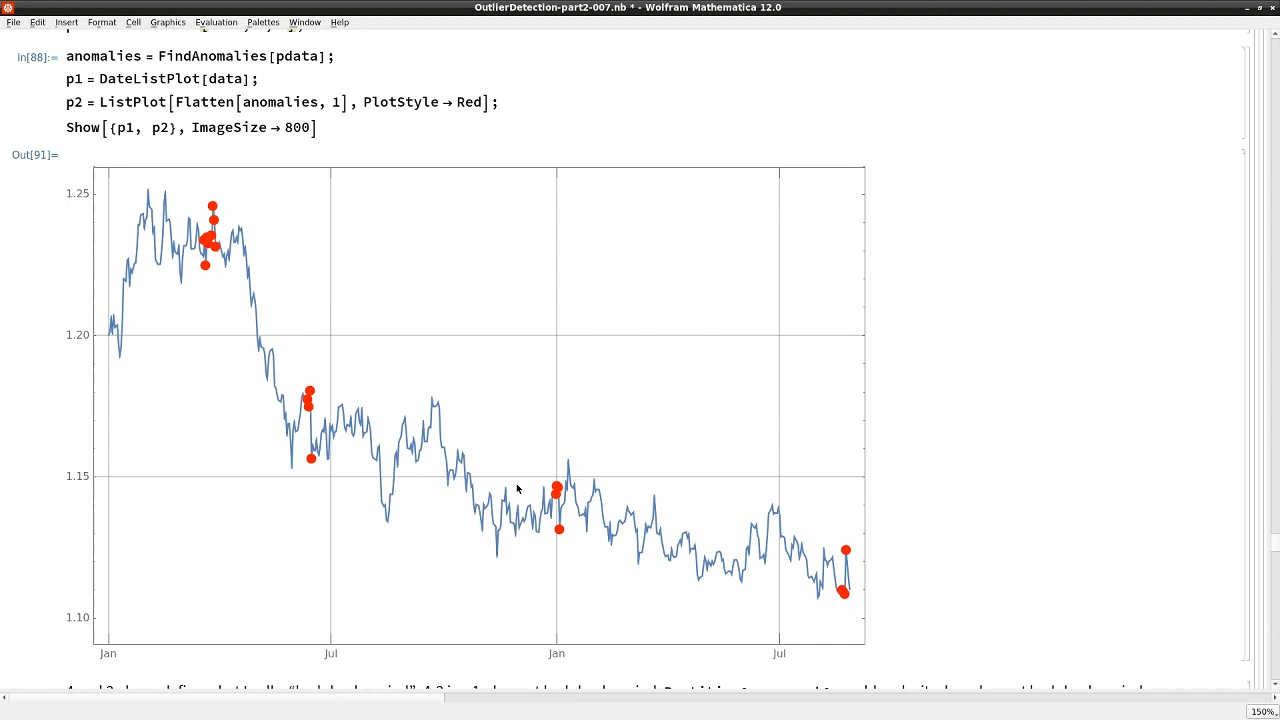 OutlierDetection-part2-007.nb * - Wolfram Mathematica 12.0
File Edit Insert Format Cell Graphics Evaluation Palettes Window Help
In[88]:= anomalies = FindAnomalies[pdata];
p1 = DateListPlot[data];
p2 = ListPlot[Flatten[anomalies, 1], PlotStyle → Red];
Show[{p1, p2}, ImageSize → 800]
Out[91]=
1.25
1.20
1.15
1.10
Jan Jul Jan Jul
150%